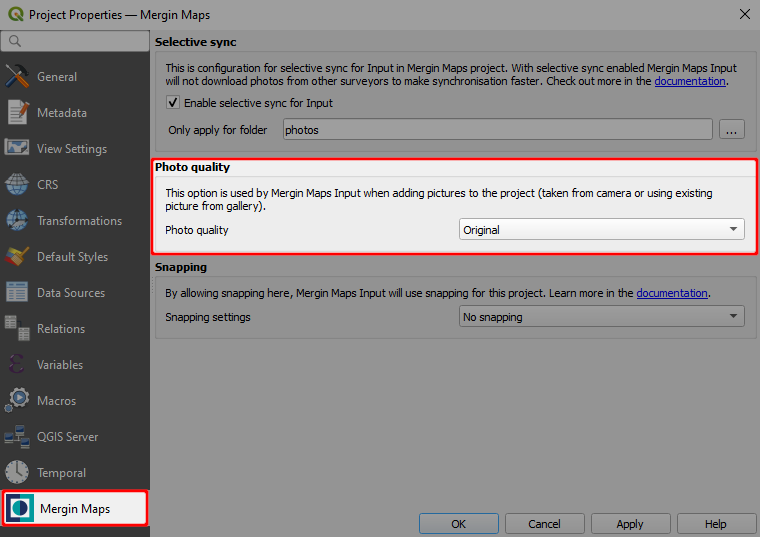 Project Properties — Mergin Maps
General
Metadata
View Settings
CRS
Transformations
Default Styles
Data Sources
Relations
Variables
Macros
QGIS Server
Temporal
Mergin Maps
Selective sync
This is configuration for selective sync for Input in Mergin Maps project. With selective sync enabled Mergin Maps Input
will not download photos from other surveyors to make synchronisation faster. Check out more in the documentation.
Enable selective sync for Input
Only apply for folder photos ...
Photo quality
This option is used by Mergin Maps Input when adding pictures to the project (taken from camera or using existing
picture from gallery).
Photo quality Original
Snapping
By allowing snapping here, Mergin Maps Input will use snapping for this project. Learn more in the documentation.
Snapping settings No snapping
OK Cancel Apply Help